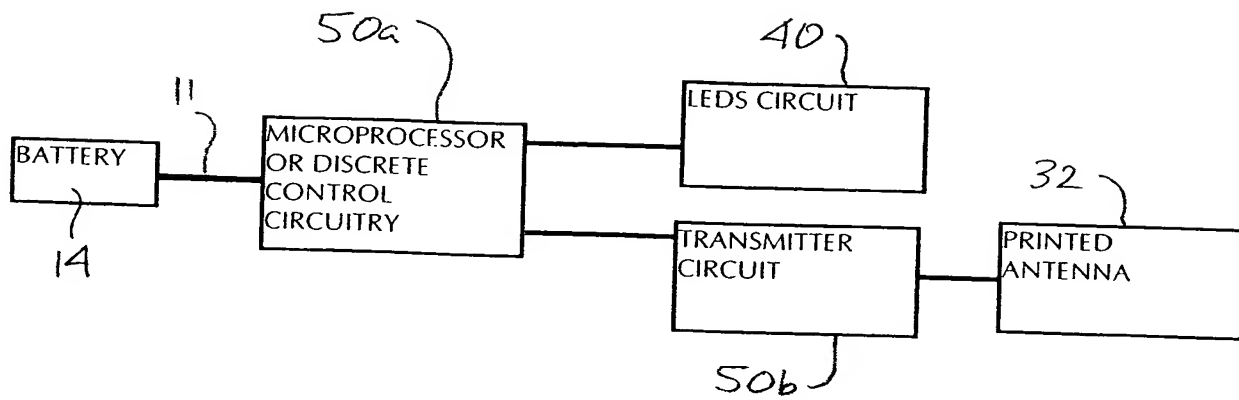 50a
40
11
LEDS CIRCUIT
BATTERY
MICROPROCESSOR
OR DISCRETE
CONTROL
CIRCUITRY
32
14
TRANSMITTER
CIRCUIT
PRINTED
ANTENNA
50b